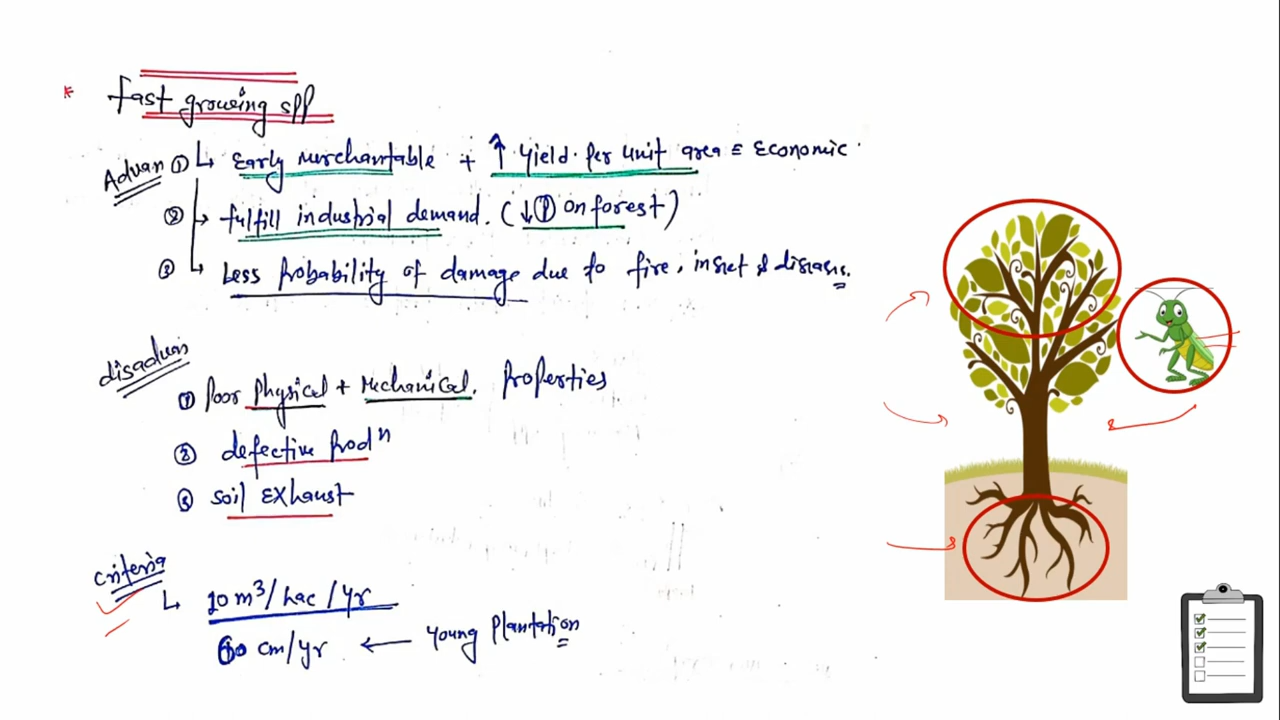 * fast growing spp
Advan ① ↳ Early merchantable + ↑ yield per unit area = Economic
② ↳ fulfill industrial demand. (↓Ⓟ on forest)
③ ↳ Less Probability of damage due to fire, insect & diseases.
disadvan
① Poor Physical + Mechanical. Properties
② defective Prodⁿ
③ soil Exhaust
criteria
↳ 10 m³/hac/yr
60 cm/yr ← Young Plantation